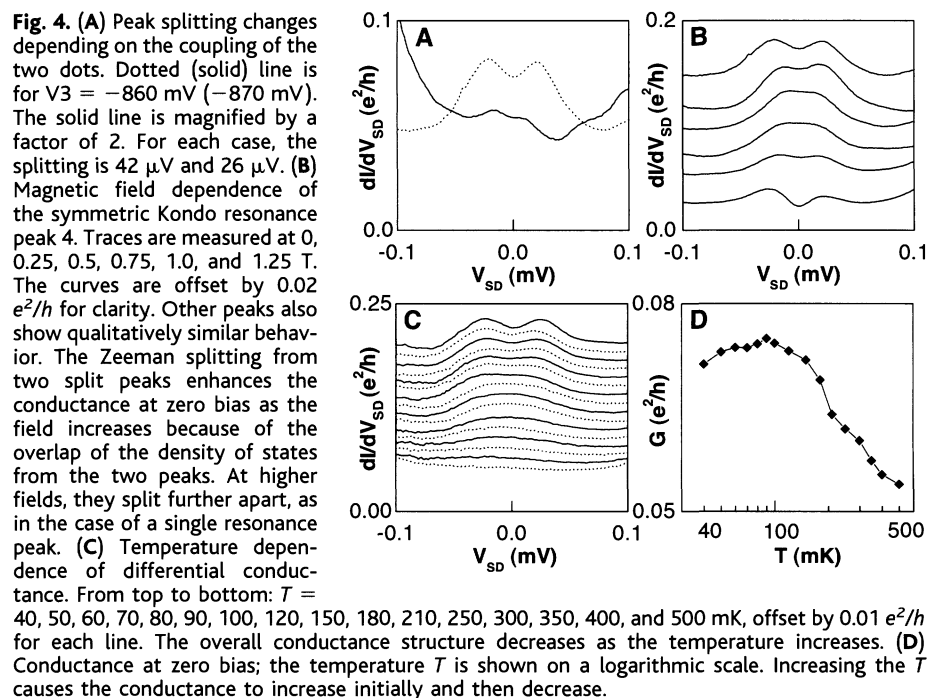 Fig. 4. (A) Peak splitting changes
depending on the coupling of the
two dots. Dotted (solid) line is
for V3 = −860 mV (−870 mV).
The solid line is magnified by a
factor of 2. For each case, the
splitting is 42 μV and 26 μV. (B)
Magnetic field dependence of
the symmetric Kondo resonance
peak 4. Traces are measured at 0,
0.25, 0.5, 0.75, 1.0, and 1.25 T.
The curves are offset by 0.02
e²/h for clarity. Other peaks also
show qualitatively similar behav-
ior. The Zeeman splitting from
two split peaks enhances the
conductance at zero bias as the
field increases because of the
overlap of the density of states
from the two peaks. At higher
fields, they split further apart, as
in the case of a single resonance
peak. (C) Temperature depen-
dence of differential conduc-
tance. From top to bottom: T =
40, 50, 60, 70, 80, 90, 100, 120, 150, 180, 210, 250, 300, 350, 400, and 500 mK, offset by 0.01 e²/h
for each line. The overall conductance structure decreases as the temperature increases. (D)
Conductance at zero bias; the temperature T is shown on a logarithmic scale. Increasing the T
causes the conductance to increase initially and then decrease.
A
0.1
dI/dV_SD (e²/h)
0.0
-0.1 0.0 0.1
V_SD (mV)
B
0.2
dI/dV_SD (e²/h)
0.0
-0.1 0.0 0.1
V_SD (mV)
C
0.25
dI/dV_SD (e²/h)
0.00
-0.1 0.0 0.1
V_SD (mV)
D
0.08
G (e²/h)
0.05
40 100 500
T (mK)